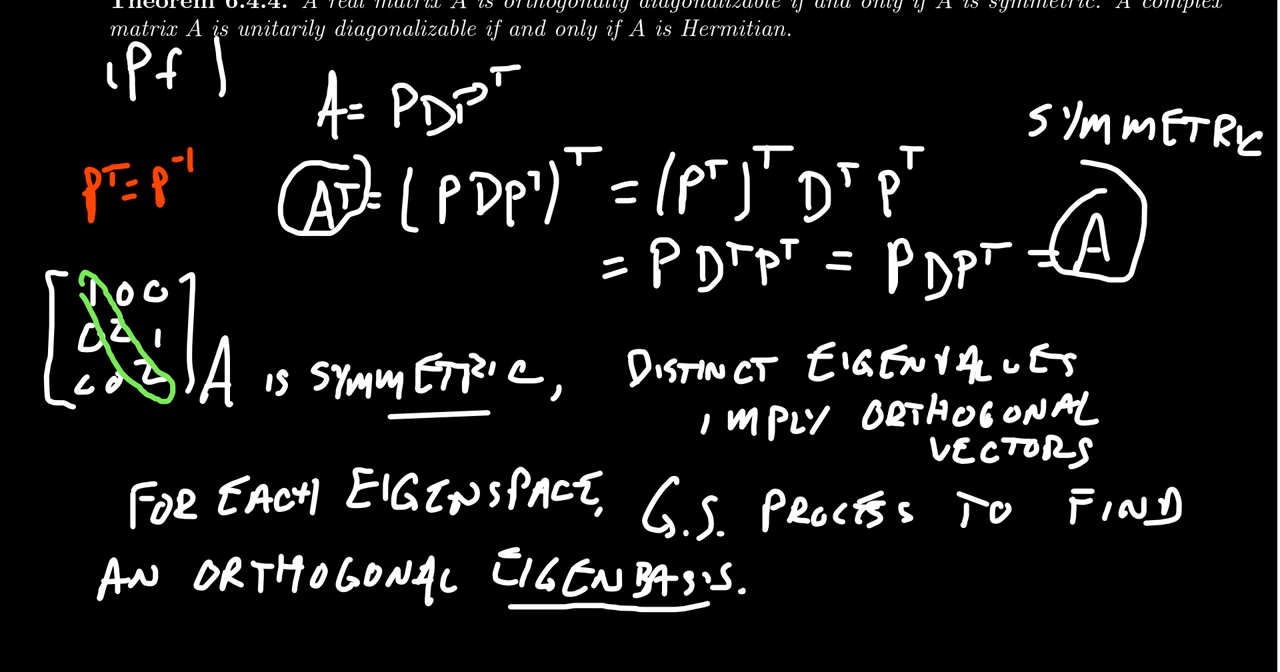 Theorem 6.4.4. A real matrix A is orthogonally diagonalizable if and only if A is symmetric. A complex
matrix A is unitarily diagonalizable if and only if A is Hermitian.
(Pf)
A = PDP^T
SYMMETRIC
P^T = P^-1
A^T = (PDP^T)^T = (P^T)^T D^T P^T
= P D^T P^T = P D P^T = A
1 0 0
0 2 1
0 0 2
A IS SYMMETRIC, DISTINCT EIGENVALUES
IMPLY ORTHOGONAL
VECTORS
FOR EACH EIGENSPACE, G.S. PROCESS TO FIND
AN ORTHOGONAL EIGENBASIS.